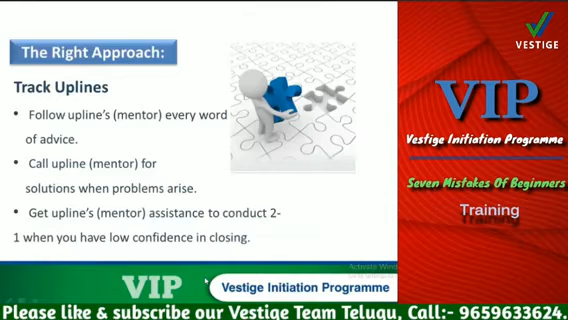 The Right Approach:
Track Uplines
• Follow upline's (mentor) every word
of advice.
• Call upline (mentor) for
solutions when problems arise.
• Get upline's (mentor) assistance to conduct 2-
1 when you have low confidence in closing.
Activate Wind
VIP
Vestige Initiation Programme
VESTIGE
VIP
Vestige Initiation Programme
Seven Mistakes Of Beginners
Training
Please like & subscribe our Vestige Team Telugu, Call:- 9659633624.